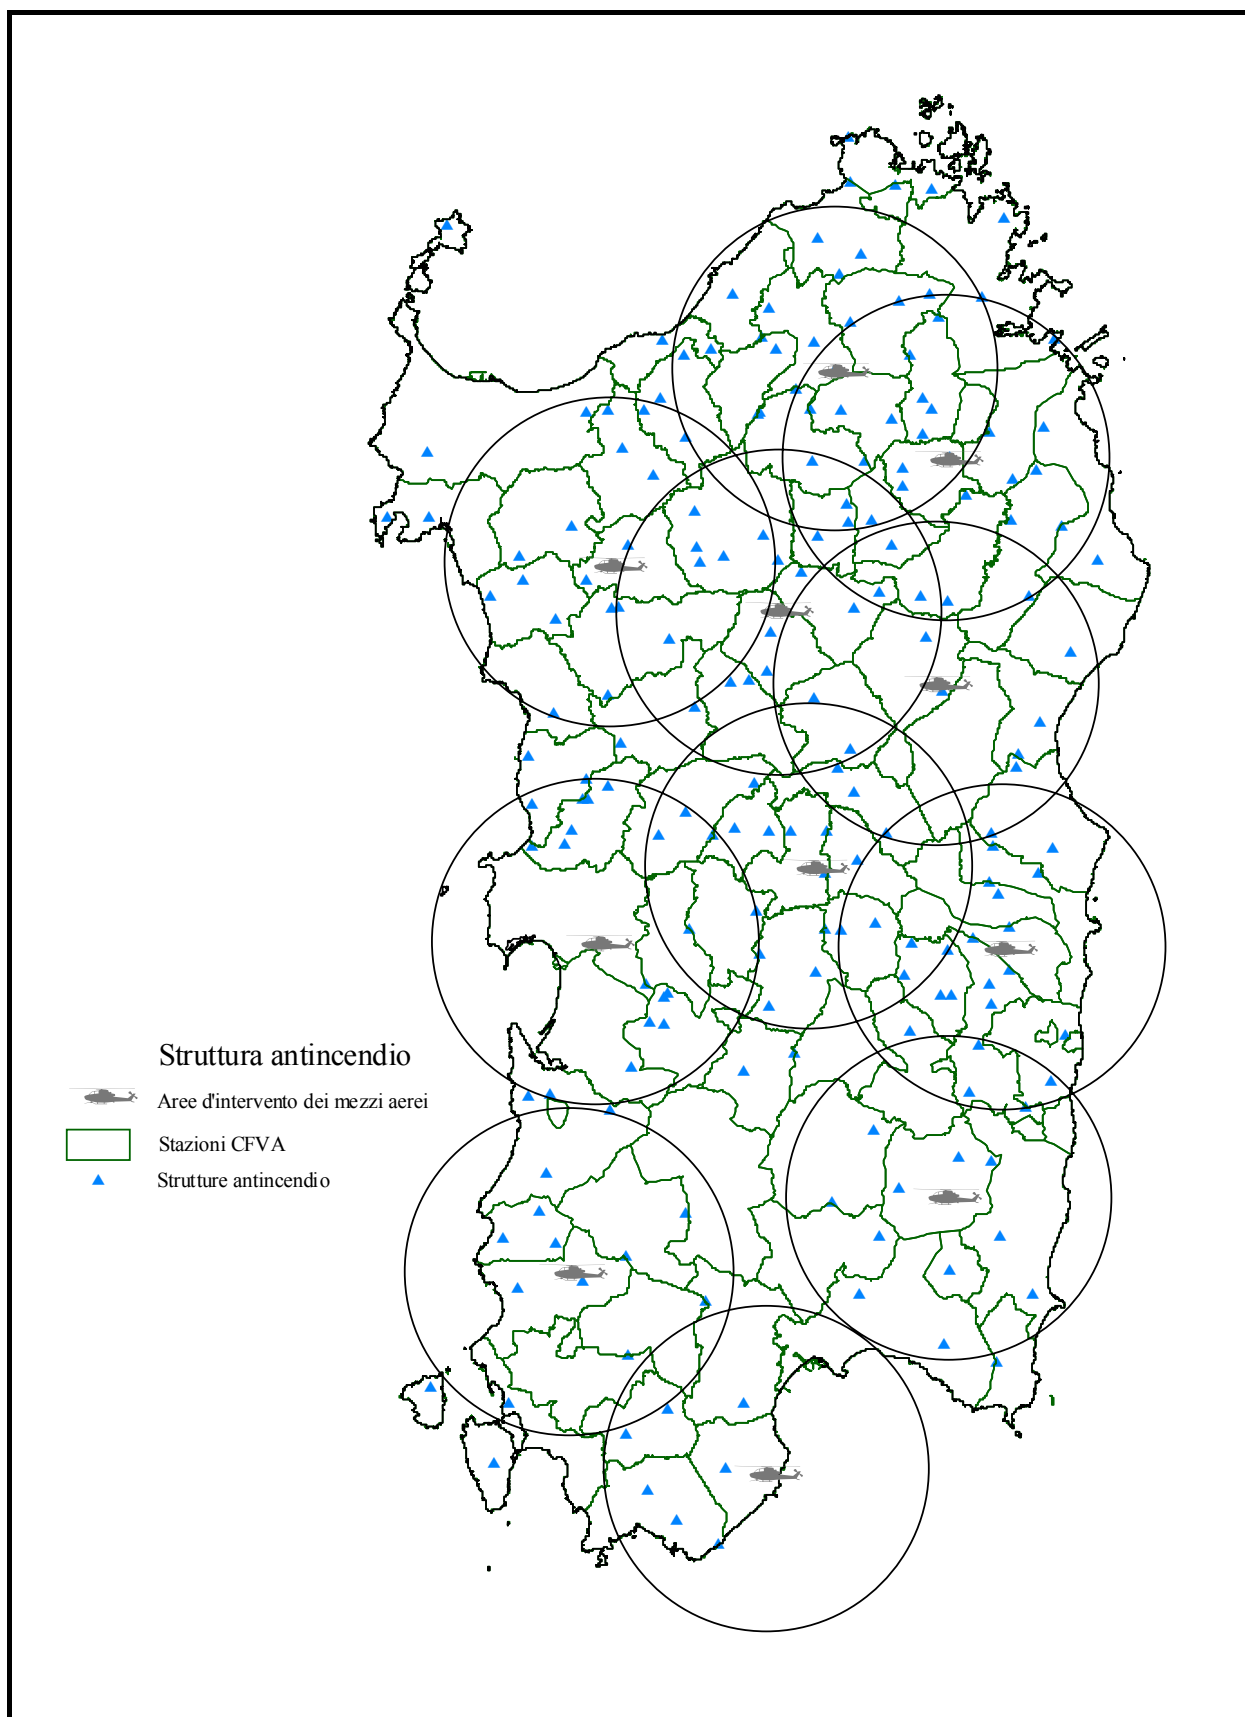 Struttura antincendio
Aree d'intervento dei mezzi aerei
Stazioni CFVA
Strutture antincendio